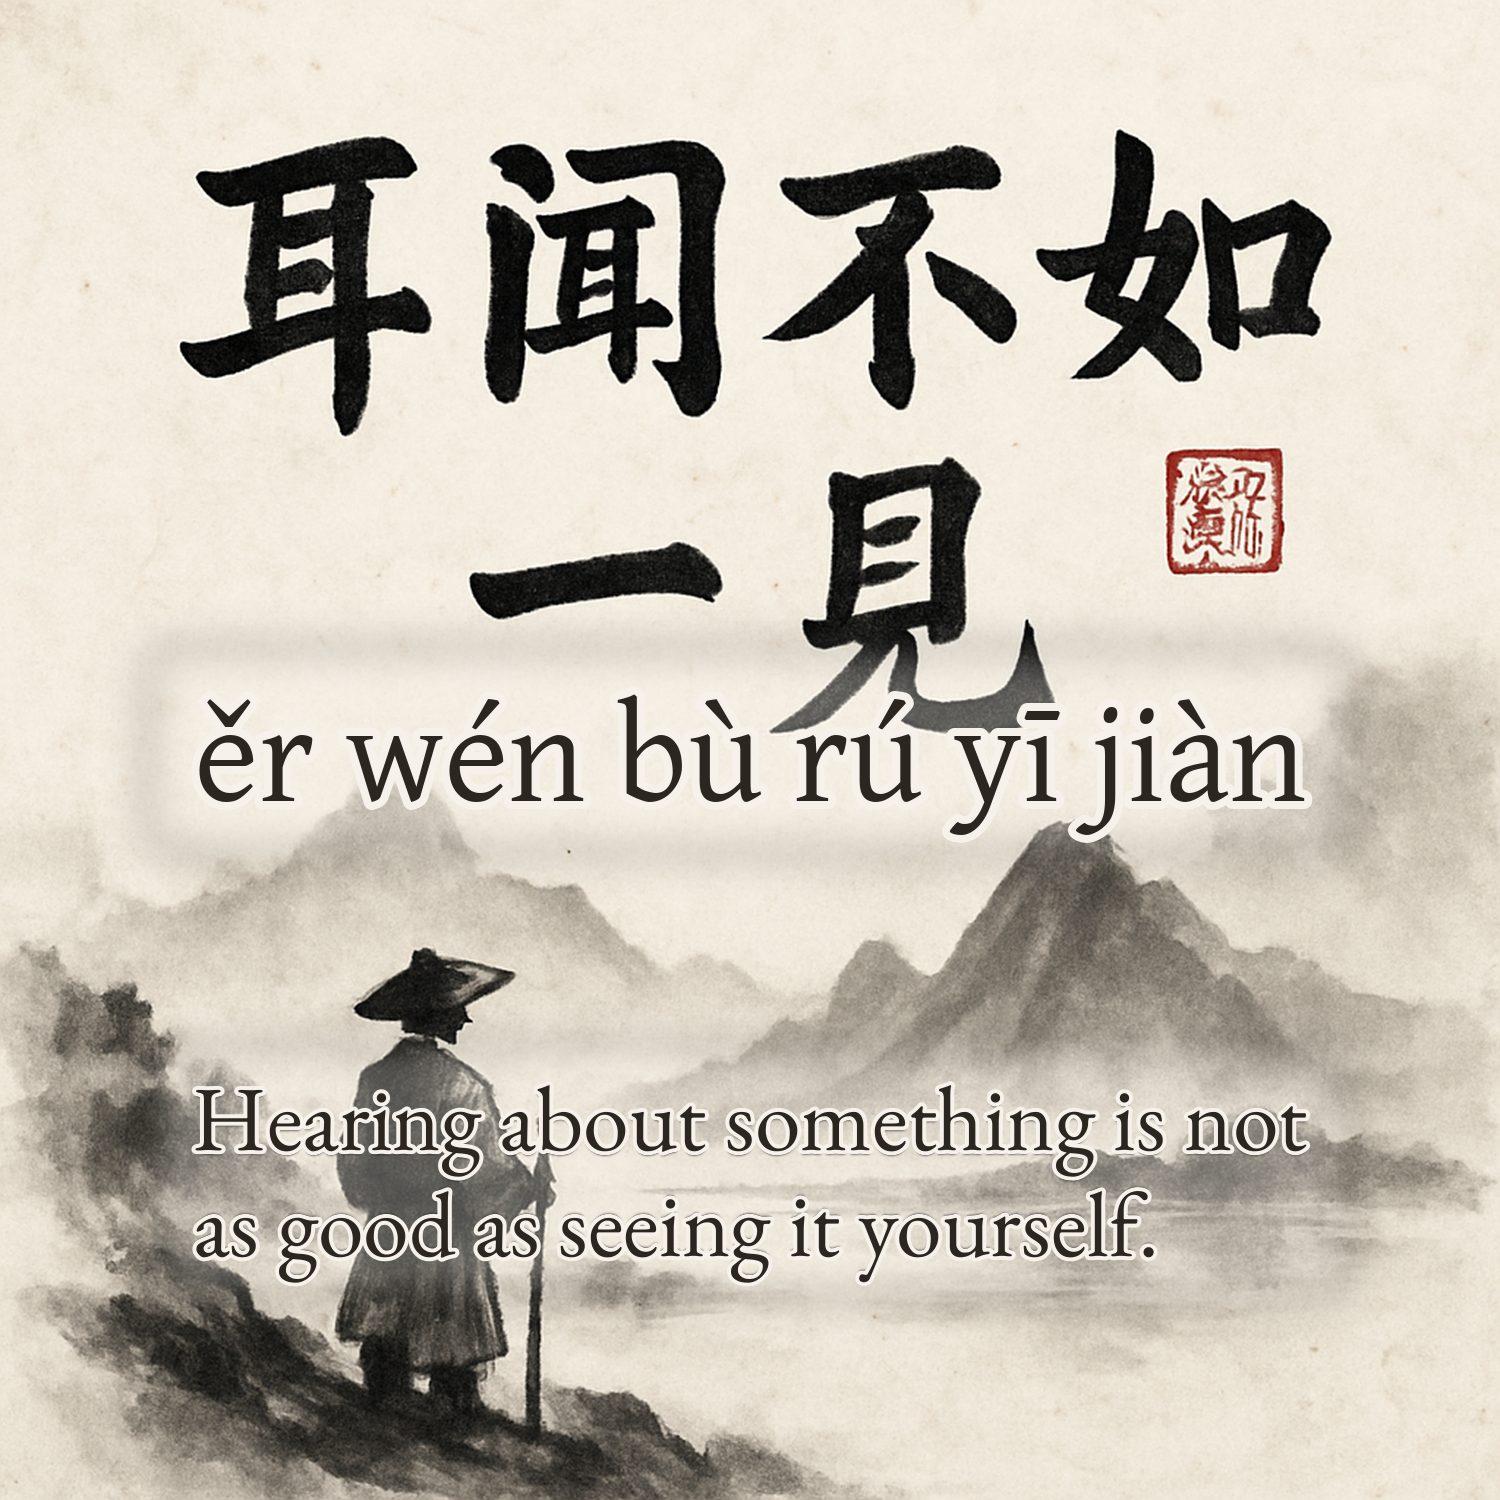 耳闻不如
一見
ěr wén bù rú yī jiàn
Hearing about something is not
as good as seeing it yourself.